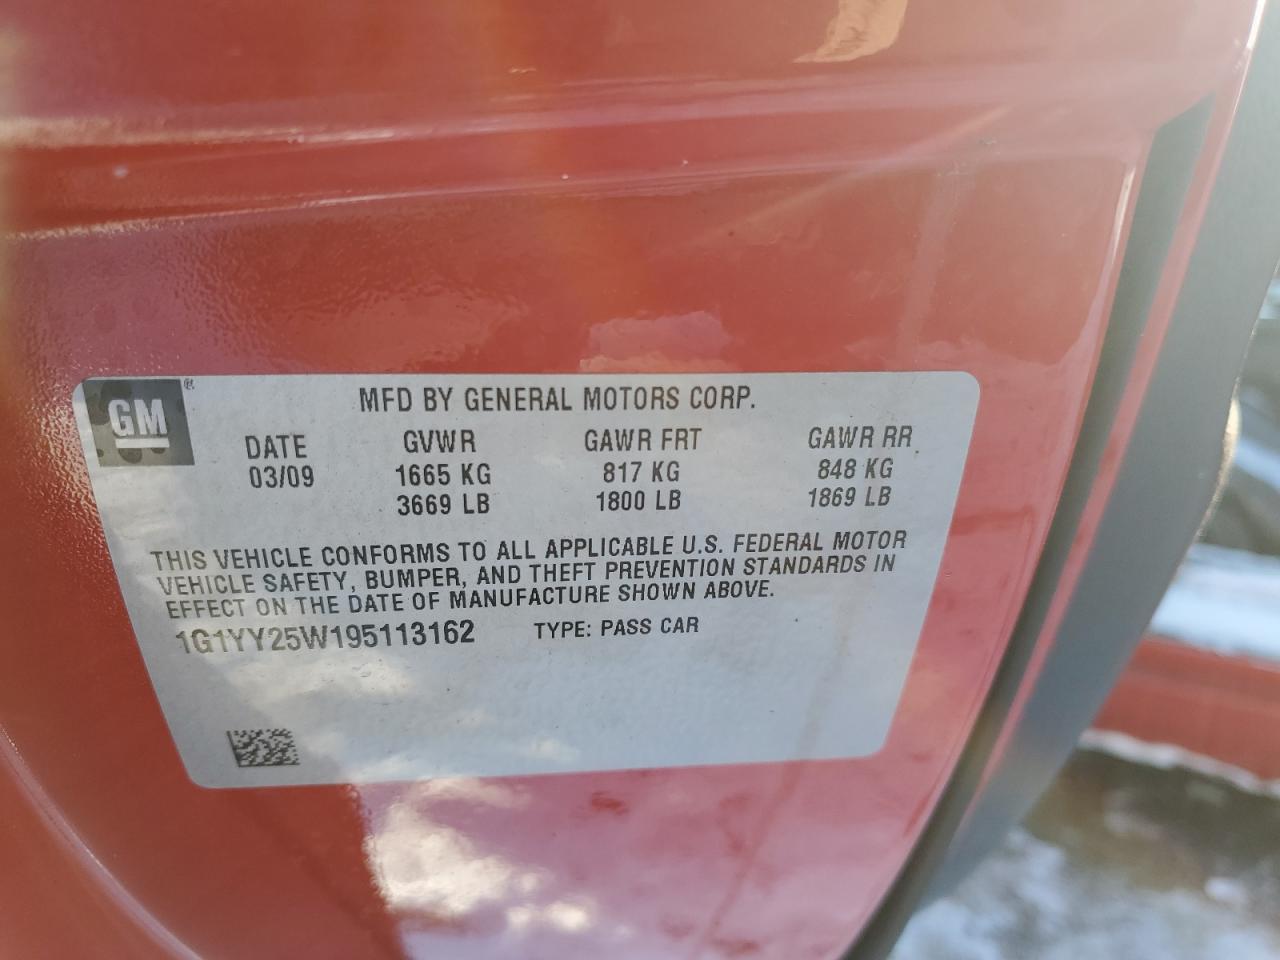 GM
MFD BY GENERAL MOTORS CORP.
DATE GVWR GAWR FRT GAWR RR
03/09 1665 KG 817 KG 848 KG
3669 LB 1800 LB 1869 LB
THIS VEHICLE CONFORMS TO ALL APPLICABLE U.S. FEDERAL MOTOR
VEHICLE SAFETY, BUMPER, AND THEFT PREVENTION STANDARDS IN
EFFECT ON THE DATE OF MANUFACTURE SHOWN ABOVE.
1G1YY25W195113162 TYPE: PASS CAR